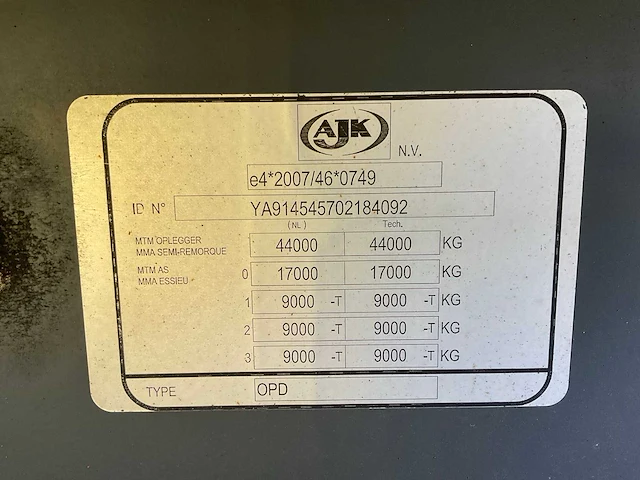 AJK N.V.
e4*2007/46*0749
ID N° YA914545702184092
(NL) Tech.
MTM OPLEGGER 44000 44000 KG
MMA SEMI-REMORQUE
MTM AS 0 17000 17000 KG
MMA ESSIEU
1 9000 -T 9000 -T KG
2 9000 -T 9000 -T KG
3 9000 -T 9000 -T KG
TYPE OPD